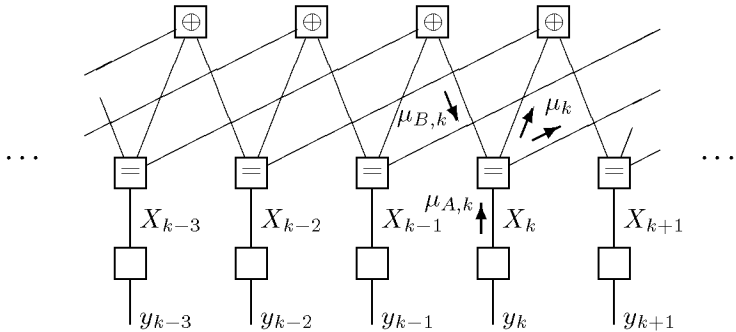 ⊕ ⊕ ⊕ ⊕
μ_k
μ_{B,k}
... = = = = = ...
μ_{A,k}
X_{k−3} X_{k−2} X_{k−1} X_k X_{k+1}
y_{k−3} y_{k−2} y_{k−1} y_k y_{k+1}